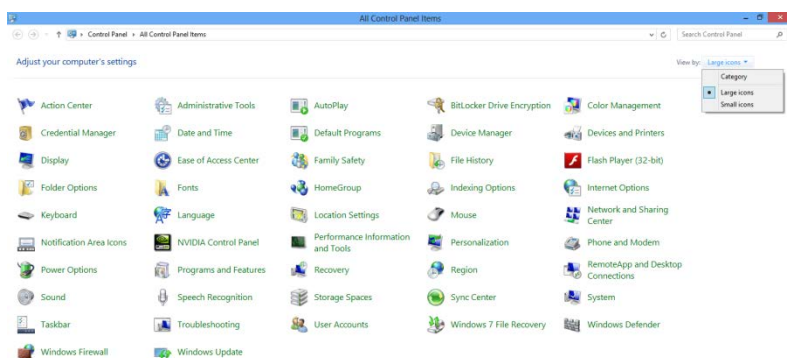 All Control Panel Items
Control Panel All Control Panel Items
Search Control Panel
Adjust your computer's settings
View by: Large icons
Category
Large icons
Small icons
Action Center Administrative Tools AutoPlay BitLocker Drive Encryption Color Management
Credential Manager Date and Time Default Programs Device Manager Devices and Printers
Display Ease of Access Center Family Safety File History Flash Player (32-bit)
Folder Options Fonts HomeGroup Indexing Options Internet Options
Keyboard Language Location Settings Mouse Network and Sharing
Center
Notification Area Icons NVIDIA Control Panel Performance Information
and Tools Personalization Phone and Modem
Power Options Programs and Features Recovery Region RemoteApp and Desktop
Connections
Sound Speech Recognition Storage Spaces Sync Center System
Taskbar Troubleshooting User Accounts Windows 7 File Recovery Windows Defender
Windows Firewall Windows Update